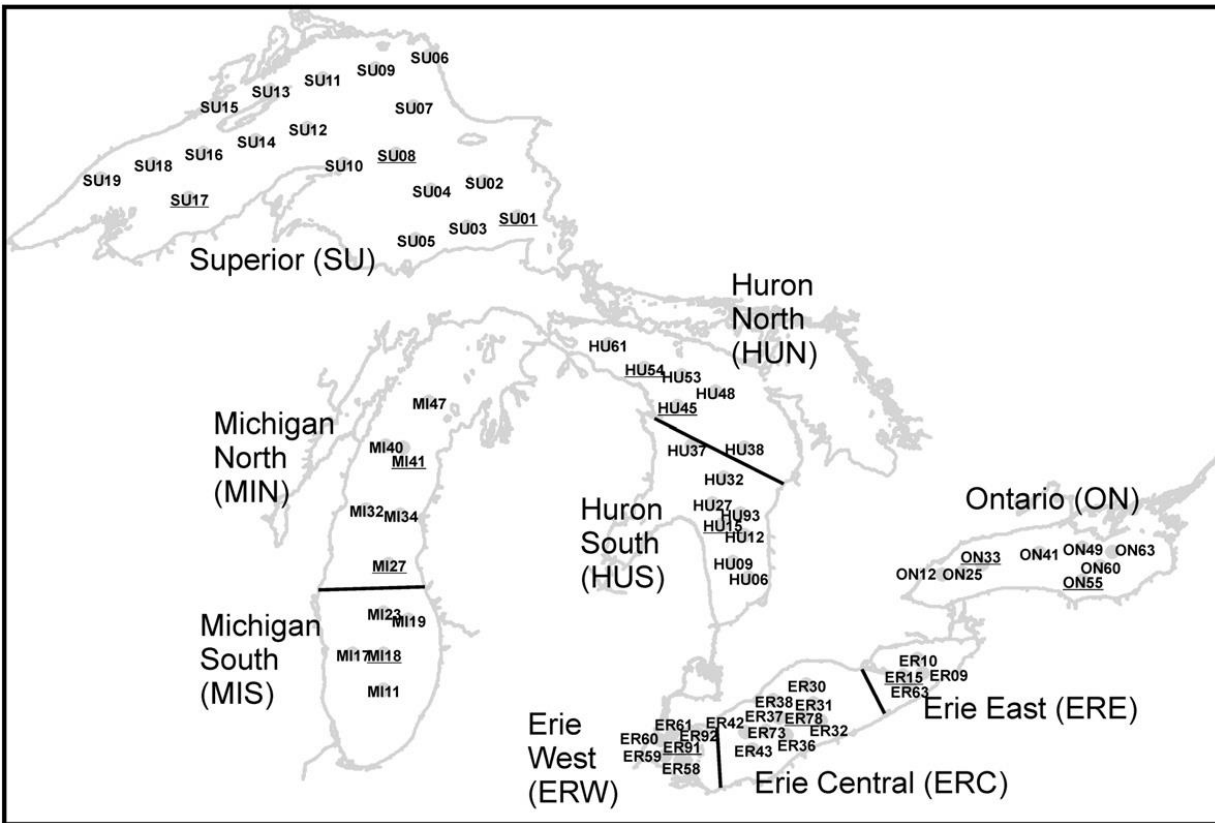 SU06
SU09
SU11
SU13
SU15
SU07
SU12
SU14
SU16
SU08
SU18
SU10
SU19
SU17
SU04
SU02
SU01
SU03
SU05
Superior (SU)
Huron
North
(HUN)
HU61
HU54
HU53
HU48
HU45
HU37
HU38
HU32
HU27
HU93
HU15
HU12
HU09
HU06
Huron
South
(HUS)
Michigan
North
(MIN)
MI47
MI40
MI41
MI32
MI34
MI27
Michigan
South
(MIS)
MI23
MI19
MI17
MI18
MI11
Ontario (ON)
ON33
ON41
ON49
ON63
ON12
ON25
ON60
ON55
ER10
ER15
ER09
ER63
Erie East (ERE)
ER30
ER38
ER31
ER37
ER78
ER42
ER73
ER32
ER43
ER36
Erie Central (ERC)
Erie
West
(ERW)
ER61
ER60
ER92
ER91
ER59
ER58